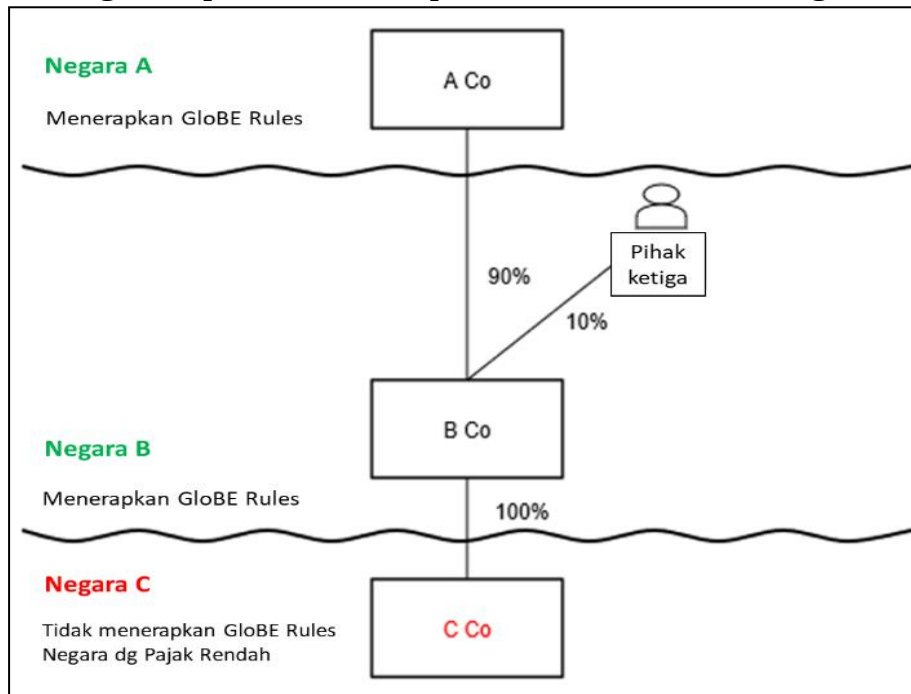 Negara A
A Co
Menerapkan GloBE Rules
Pihak
ketiga
90%
10%
B Co
Negara B
Menerapkan GloBE Rules
100%
Negara C
Tidak menerapkan GloBE Rules
Negara dg Pajak Rendah
C Co